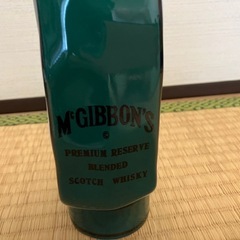 McGIBBON'S
©
PREMIUM RESERVE
BLENDED
SCOTCH WHISKY